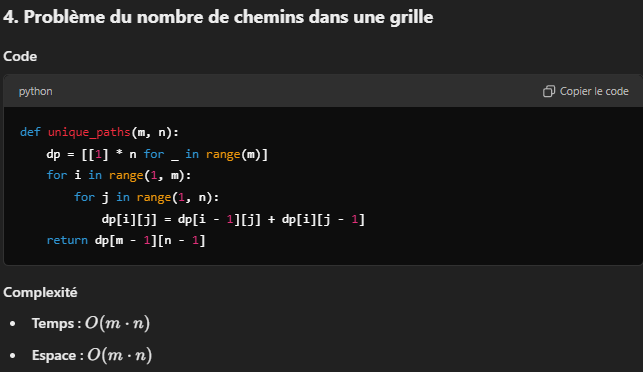 4. Problème du nombre de chemins dans une grille
Code
python
Copier le code
def unique_paths(m, n):
    dp = [[1] * n for _ in range(m)]
    for i in range(1, m):
        for j in range(1, n):
            dp[i][j] = dp[i - 1][j] + dp[i][j - 1]
    return dp[m - 1][n - 1]
Complexité
• Temps : O(m · n)
• Espace : O(m · n)